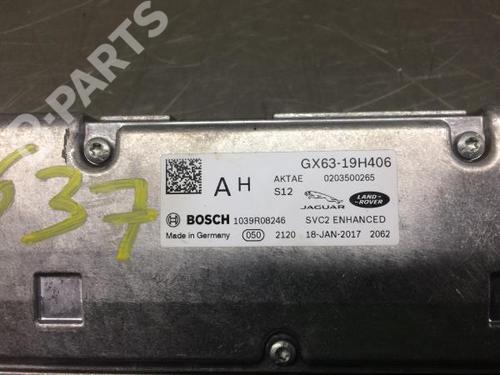 B-PARTS
637
GX63-19H406
A H
AKTAE 0203500265
S12
JAGUAR
LAND-ROVER
BOSCH 1039R08246 SVC2 ENHANCED
Made in Germany 050 2120 18-JAN-2017 2062